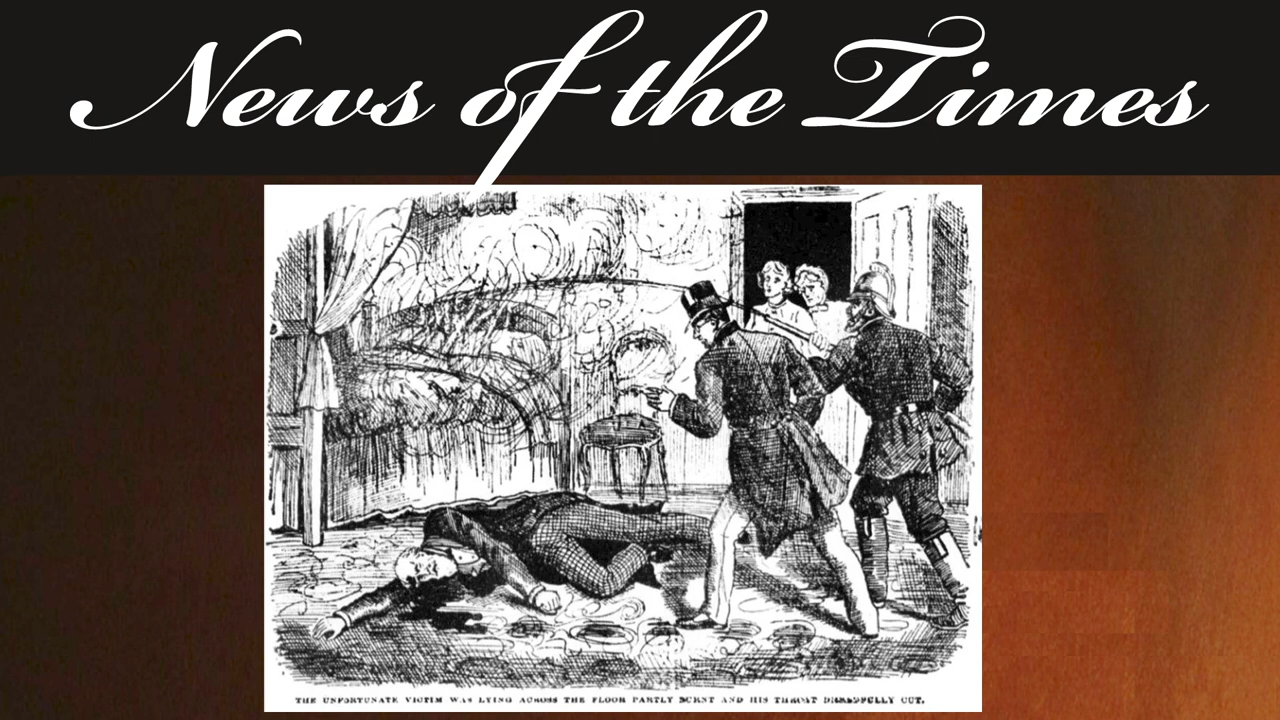 News of the Times
THE UNFORTUNATE VICTIM WAS LYING ACROSS THE FLOOR PARTLY BURNT AND HIS THROAT DREADFULLY CUT.